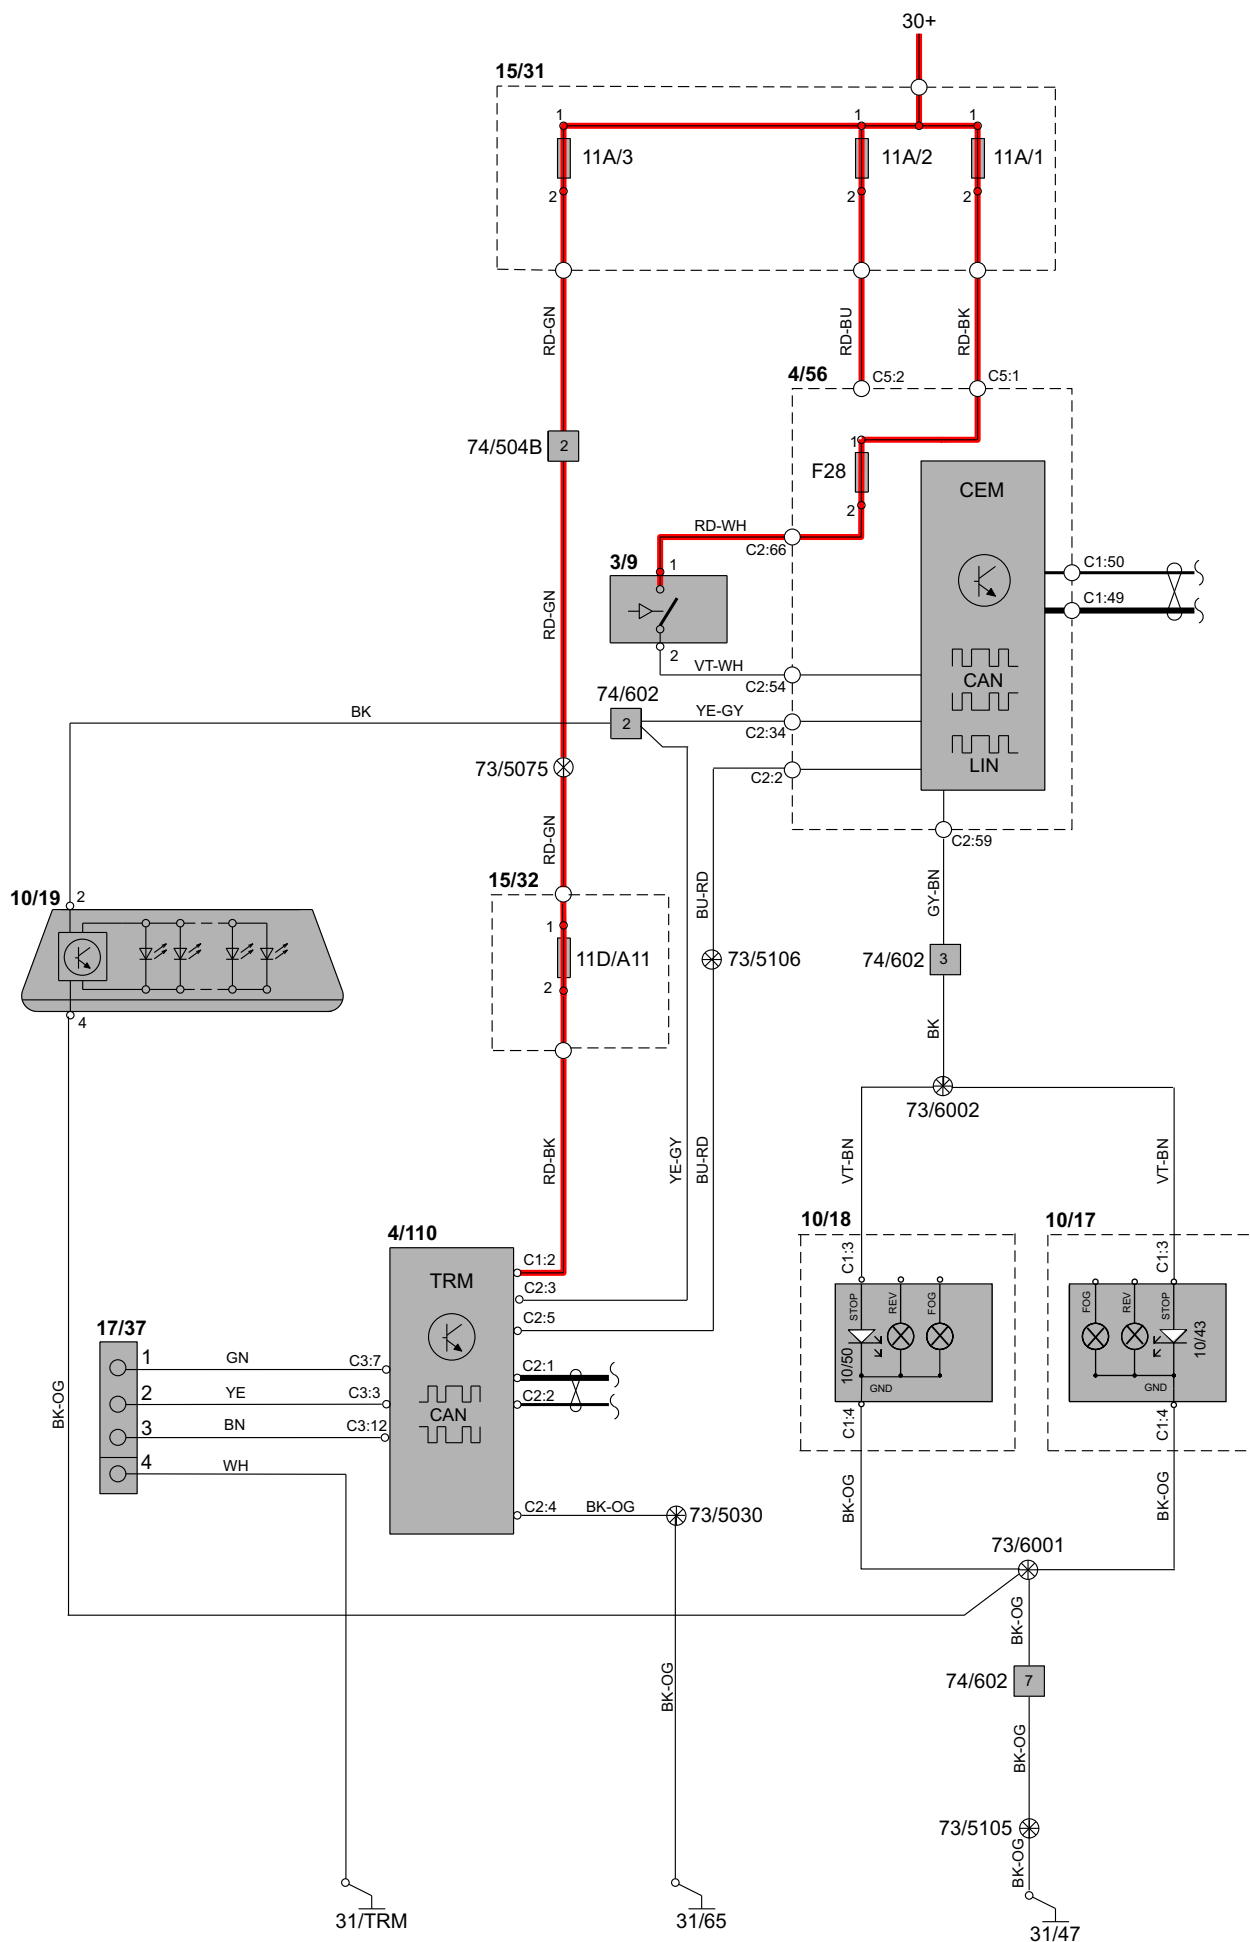 30+
15/31
1
1
1
11A/3
11A/2
11A/1
2
2
2
RD-GN
RD-BU
RD-BK
4/56
C5:2
C5:1
74/504B
2
1
F28
CEM
2
RD-WH
C2:66
3/9
1
C1:50
C1:49
RD-GN
2
VT-WH
C2:54
CAN
74/602
BK
2
YE-GY
C2:34
73/5075
C2:2
LIN
RD-GN
C2:59
15/32
10/19
2
BU-RD
GY-BN
1
11D/A11
73/5106
74/602
3
2
4
BK
73/6002
RD-BK
YE-GY
BU-RD
VT-BN
VT-BN
10/18
10/17
4/110
C1:3
C1:3
C1:2
TRM
C2:3
STOP
REV
FOG
FOG
REV
STOP
17/37
C2:5
10/50
10/43
1
GN
C3:7
C2:1
GND
GND
2
YE
C3:3
C2:2
BK-OG
CAN
3
BN
C3:12
C1:4
C1:4
4
WH
C2:4
BK-OG
73/5030
BK-OG
BK-OG
73/6001
BK-OG
BK-OG
74/602
7
BK-OG
73/5105
BK-OG
31/TRM
31/65
31/47